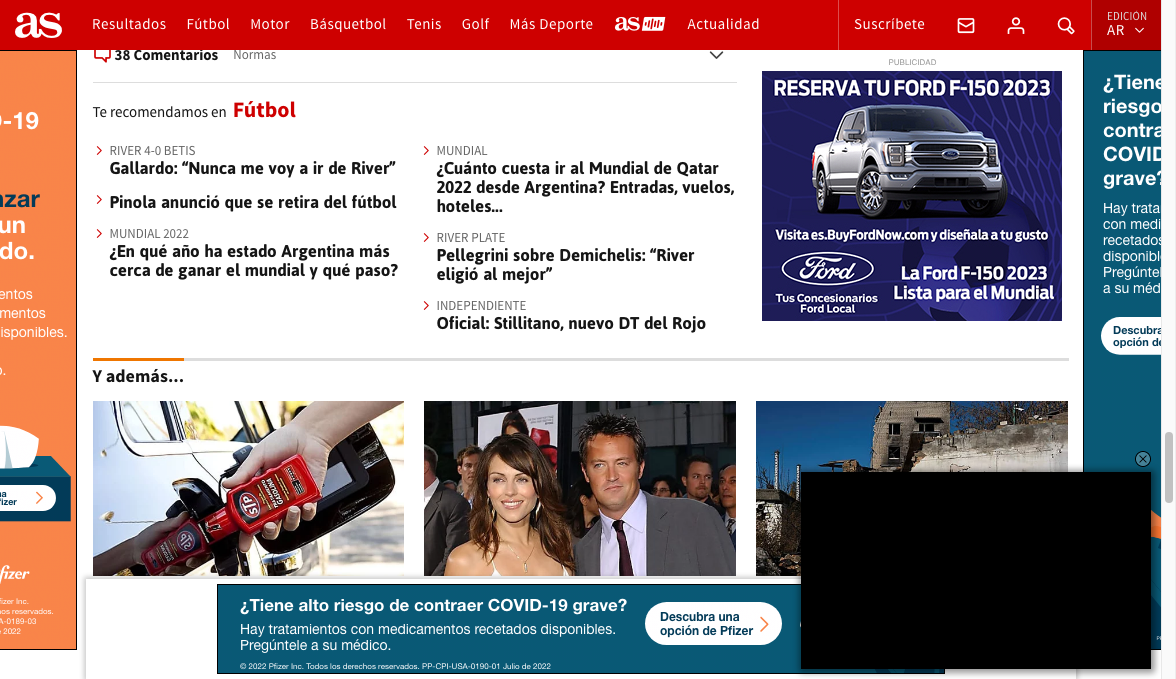 as
Resultados
Fútbol
Motor
Básquetbol
Tenis
Golf
Más Deporte
as
Actualidad
Suscríbete
EDICIÓN
AR
38 Comentarios
Normas
PUBLICIDAD
Te recomendamos en Fútbol
RIVER 4-0 BETIS
Gallardo: “Nunca me voy a ir de River”
Pinola anunció que se retira del fútbol
MUNDIAL 2022
¿En qué año ha estado Argentina más
cerca de ganar el mundial y qué paso?
MUNDIAL
¿Cuánto cuesta ir al Mundial de Qatar
2022 desde Argentina? Entradas, vuelos,
hoteles...
RIVER PLATE
Pellegrini sobre Demichelis: “River
eligió al mejor”
INDEPENDIENTE
Oficial: Stillitano, nuevo DT del Rojo
RESERVA TU FORD F-150 2023
Visita es.BuyFordNow.com y diseñala a tu gusto
Ford
Tus Concesionarios
Ford Local
La Ford F-150 2023
Lista para el Mundial
-19
zar
un
do.
entos
mentos
isponibles.
na
fizer
fizer
fizer Inc.
hos reservados.
A-0189-03
2022
¿Tiene
riesgo
contra
COVID
grave?
Hay trata
con medi
recetados
disponibl
Pregúnte
a su médi
Descubra
opción de
Y además...
STP
STP
¿Tiene alto riesgo de contraer COVID-19 grave?
Hay tratamientos con medicamentos recetados disponibles.
Pregúntele a su médico.
© 2022 Pfizer Inc. Todos los derechos reservados. PP-CPI-USA-0190-01 Julio de 2022
Descubra una
opción de Pfizer